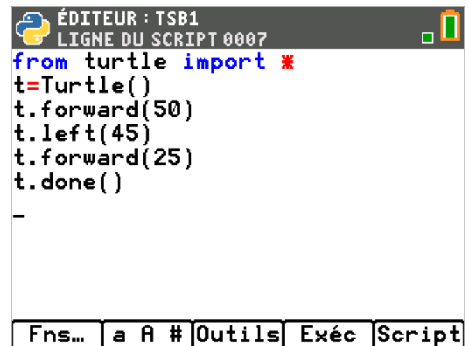 ÉDITEUR : TSB1
LIGNE DU SCRIPT 0007
from turtle import *
t=Turtle()
t.forward(50)
t.left(45)
t.forward(25)
t.done()
_
Fns… a A # Outils Exéc Script